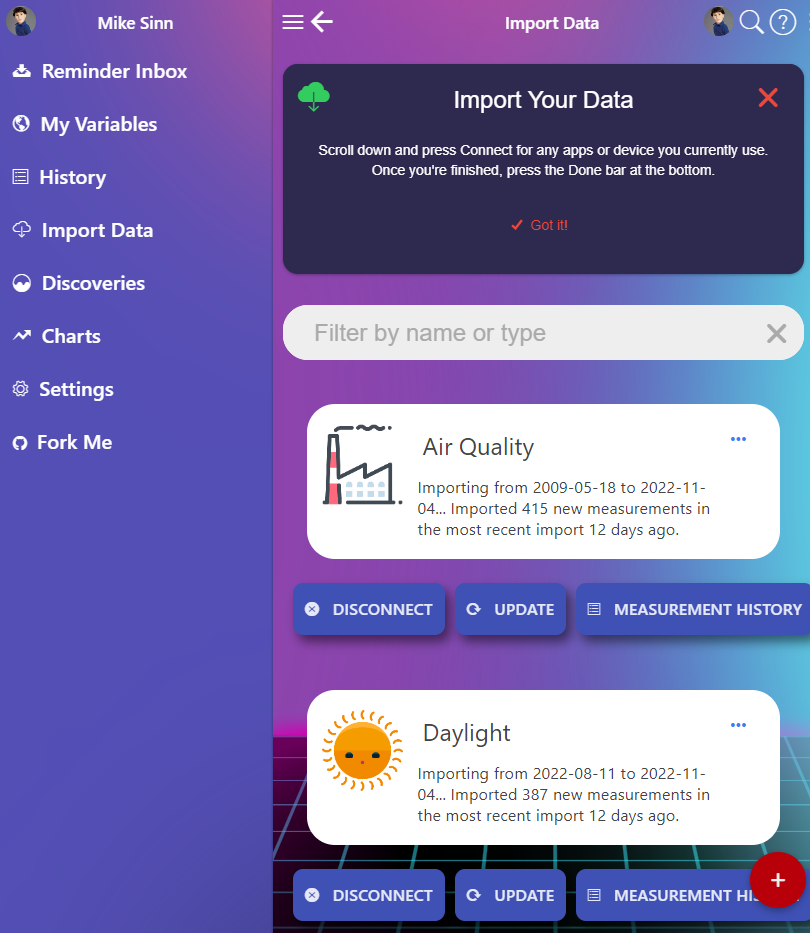 Mike Sinn
Reminder Inbox
My Variables
History
Import Data
Discoveries
Charts
Settings
Fork Me
Import Data
?
Import Your Data
Scroll down and press Connect for any apps or device you currently use.
Once you're finished, press the Done bar at the bottom.
Got it!
Filter by name or type
Air Quality
Importing from 2009-05-18 to 2022-11-
04... Imported 415 new measurements in
the most recent import 12 days ago.
DISCONNECT
UPDATE
MEASUREMENT HISTORY
Daylight
Importing from 2022-08-11 to 2022-11-
04... Imported 387 new measurements in
the most recent import 12 days ago.
DISCONNECT
UPDATE
MEASUREMENT